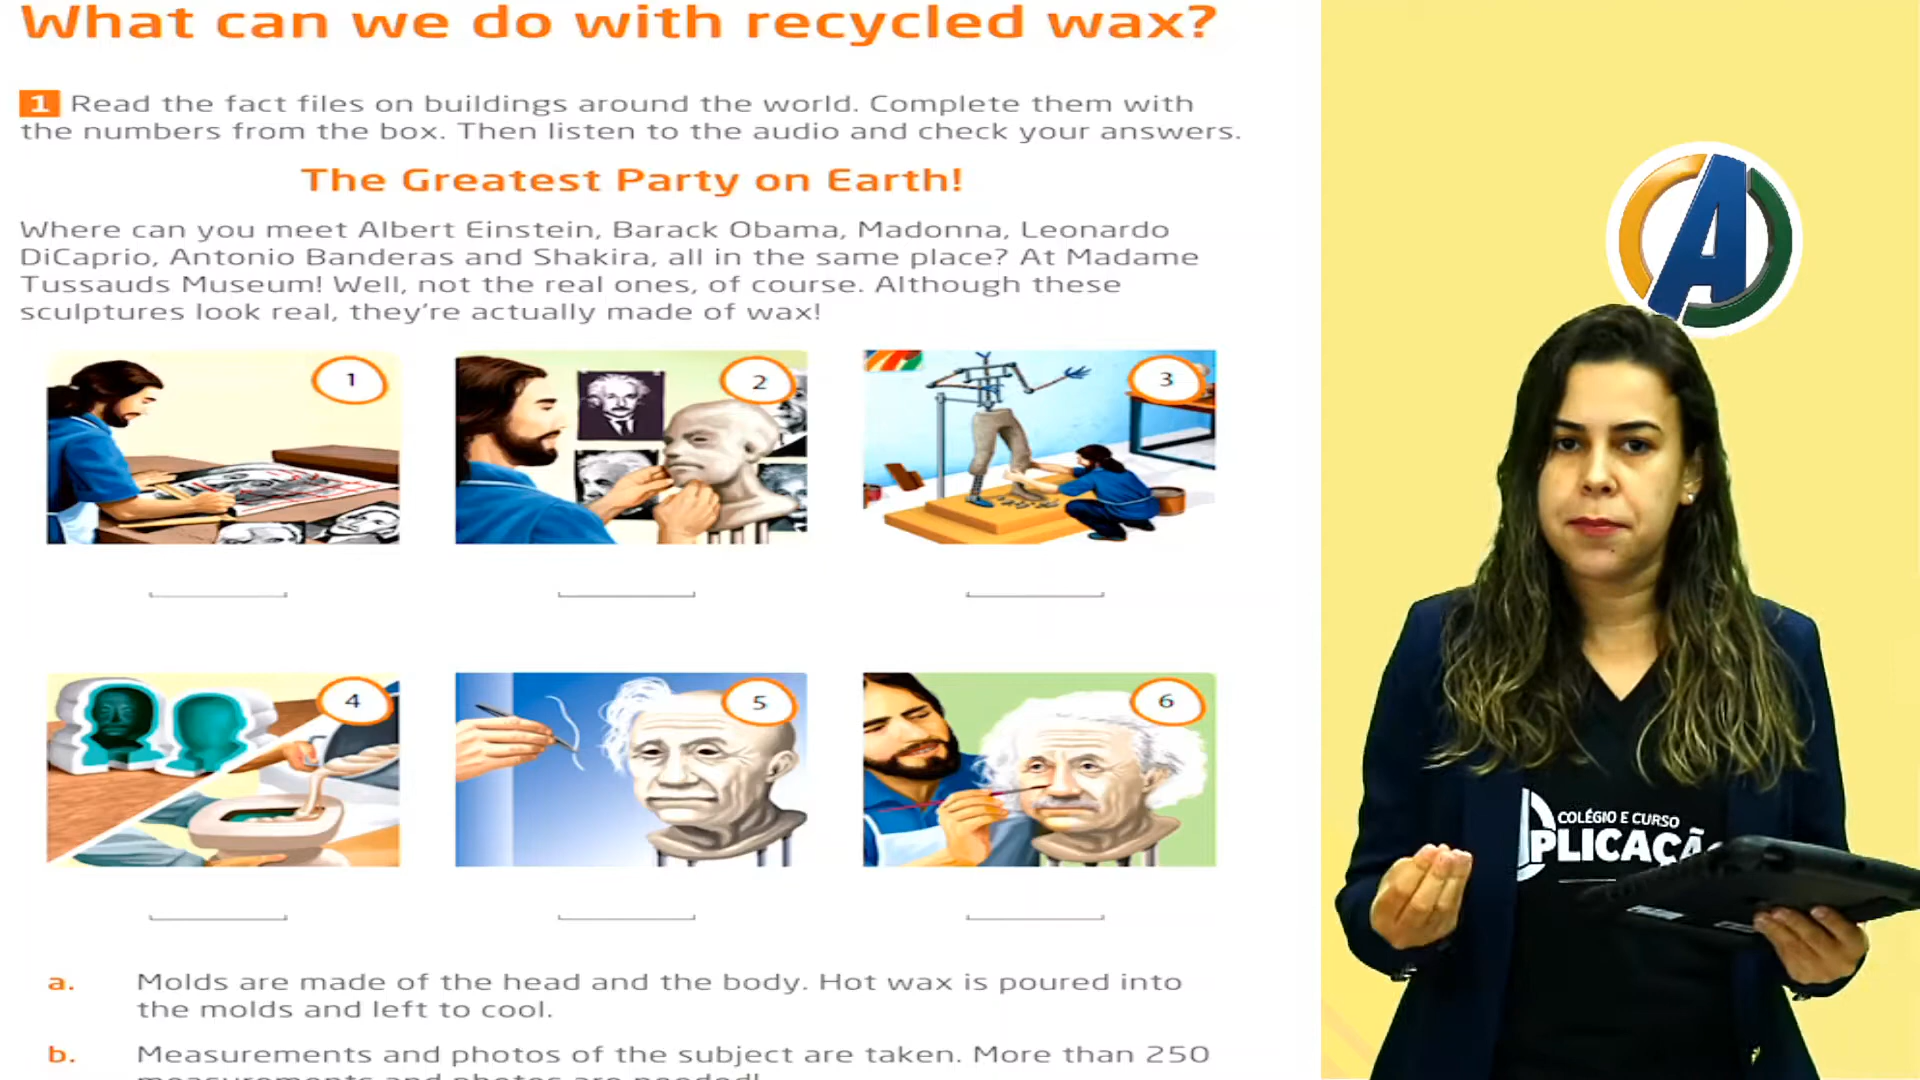 What can we do with recycled wax?
1 Read the fact files on buildings around the world. Complete them with
the numbers from the box. Then listen to the audio and check your answers.
The Greatest Party on Earth!
Where can you meet Albert Einstein, Barack Obama, Madonna, Leonardo
DiCaprio, Antonio Banderas and Shakira, all in the same place? At Madame
Tussauds Museum! Well, not the real ones, of course. Although these
sculptures look real, they're actually made of wax!
1
2
3
4
5
6
a. Molds are made of the head and the body. Hot wax is poured into
the molds and left to cool.
b. Measurements and photos of the subject are taken. More than 250
measurements and photos are needed!
A
COLÉGIO E CURSO
APLICAÇÃ